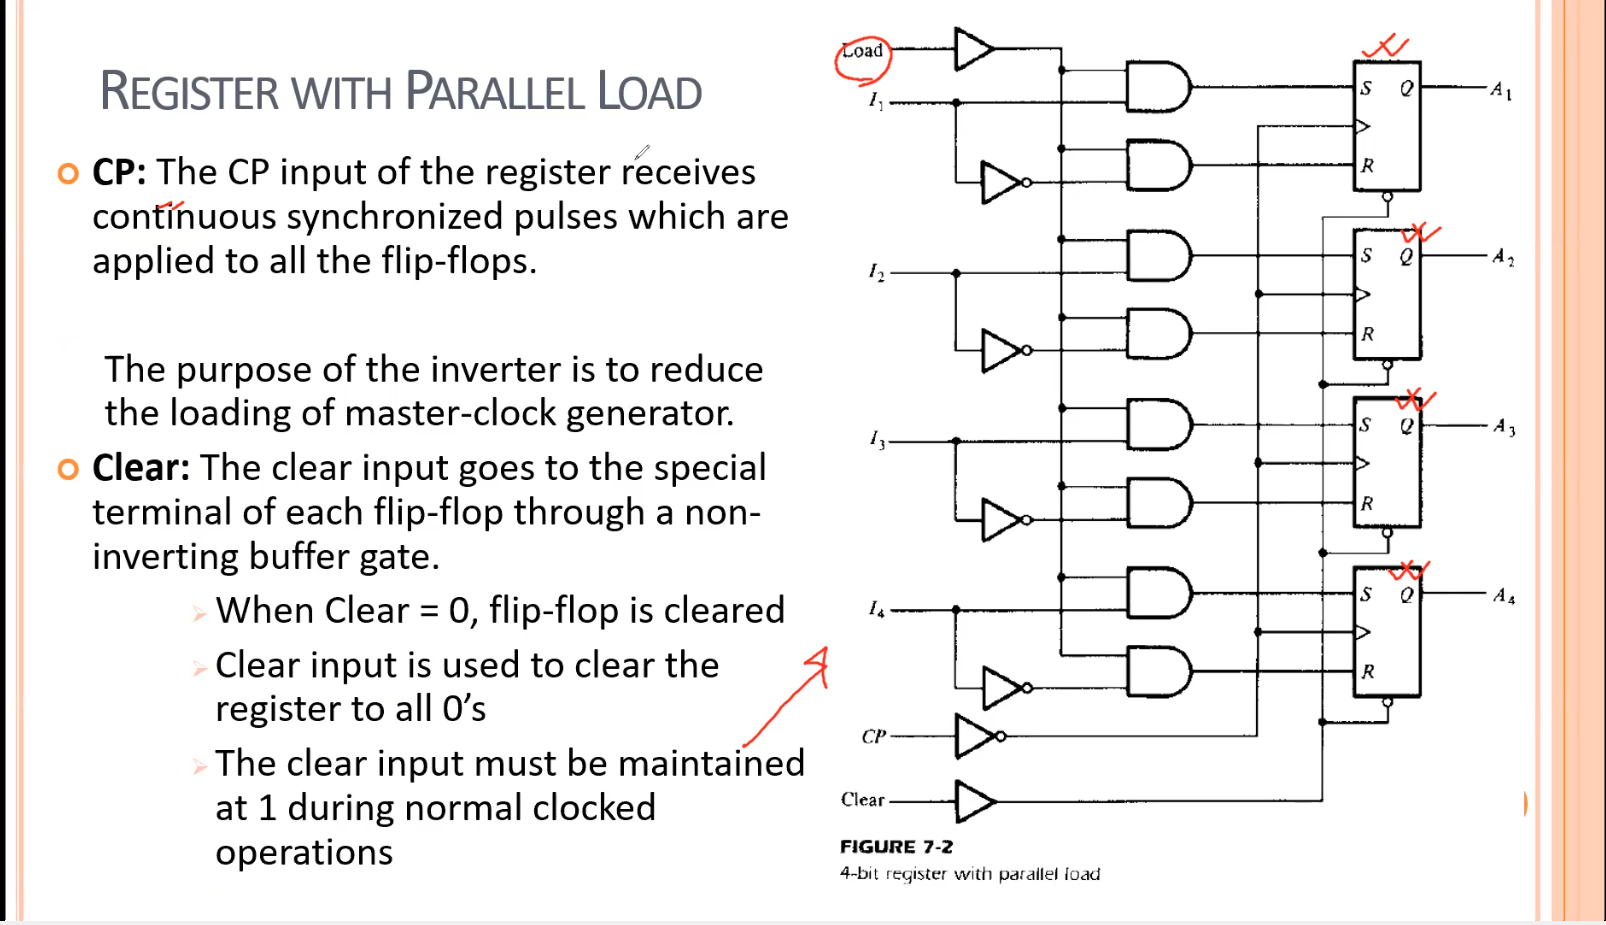 REGISTER WITH PARALLEL LOAD
CP: The CP input of the register receives
continuous synchronized pulses which are
applied to all the flip-flops.
The purpose of the inverter is to reduce
the loading of master-clock generator.
Clear: The clear input goes to the special
terminal of each flip-flop through a non-
inverting buffer gate.
When Clear = 0, flip-flop is cleared
Clear input is used to clear the
register to all 0’s
The clear input must be maintained
at 1 during normal clocked
operations
Load
I₁
S Q A₁
R
I₂
S Q A₂
R
I₃
S Q A₃
R
I₄
S Q A₄
R
CP
Clear
FIGURE 7-2
4-bit register with parallel load